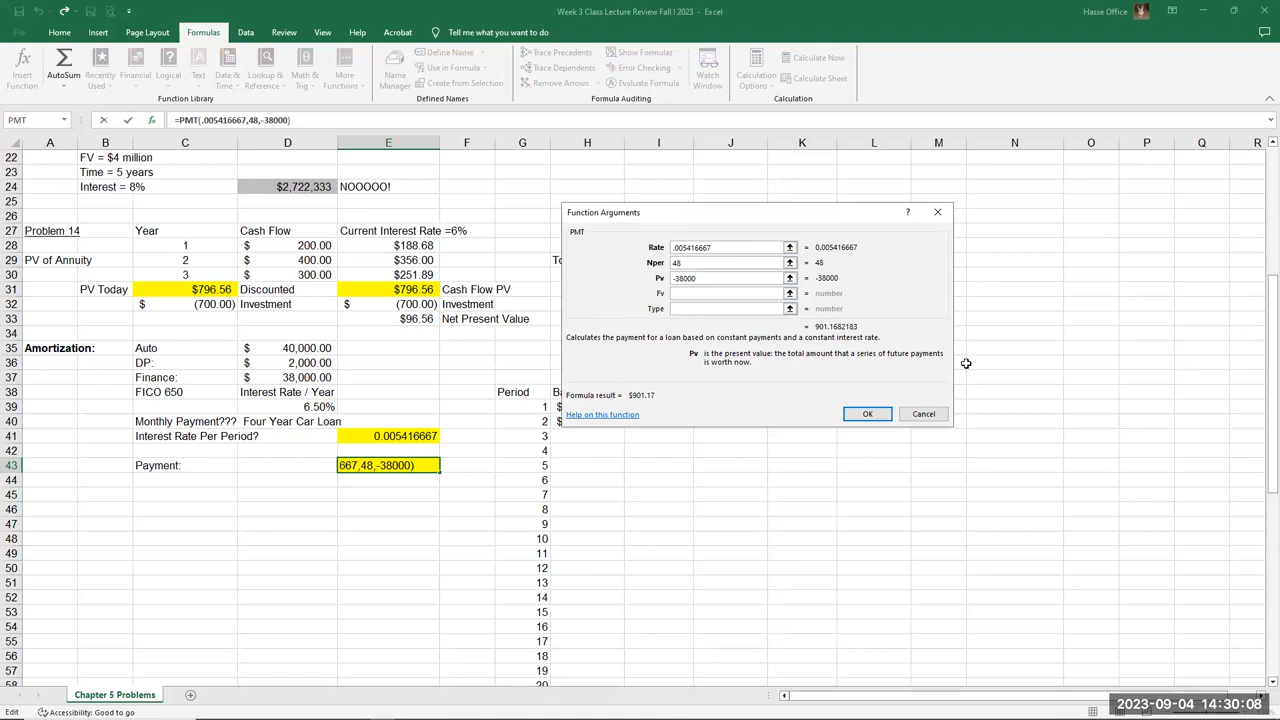 Week 3 Class Lecture Review Fall I 2023 - Excel
Hasse Office
File Home Insert Page Layout Formulas Data Review View Help Acrobat Tell me what you want to do
Insert Function
AutoSum
Recently Used
Financial
Logical
Text
Date & Time
Lookup & Reference
Math & Trig
More Functions
Function Library
Name Manager
Define Name
Use in Formula
Create from Selection
Defined Names
Trace Precedents
Trace Dependents
Remove Arrows
Show Formulas
Error Checking
Evaluate Formula
Formula Auditing
Watch Window
Calculation Options
Calculate Now
Calculate Sheet
Calculation
PMT fx =PMT(.005416667,48,-38000)
A B C D E F G H I J K L M N O P Q R
22 FV = $4 million
23 Time = 5 years
24 Interest = 8% $2,722,333 NOOOOO!
25
26
27 Problem 14 Year Cash Flow Current Interest Rate =6%
28 1 $ 200.00 $188.68
29 PV of Annuity 2 $ 400.00 $356.00
30 3 $ 300.00 $251.89
31 PV Today $796.56 Discounted $796.56 Cash Flow PV
32 $ (700.00) Investment $ (700.00) Investment
33 $96.56 Net Present Value
34
35 Amortization: Auto $ 40,000.00
36 DP: $ 2,000.00
37 Finance: $ 38,000.00
38 FICO 650 Interest Rate / Year Period
39 6.50% 1
40 Monthly Payment??? Four Year Car Loan 2
41 Interest Rate Per Period? 0.005416667 3
42 4
43 Payment: 667,48,-38000) 5
44 6
45 7
46 8
47 9
48 10
49 11
50 12
51 13
52 14
53 15
54 16
55 17
56 18
57 19
58 20
Function Arguments ?
PMT
Rate .005416667 = 0.005416667
Nper 48 = 48
Pv -38000 = -38000
Fv = number
Type = number
= 901.1682183
Calculates the payment for a loan based on constant payments and a constant interest rate.
Pv is the present value: the total amount that a series of future payments
is worth now.
Formula result = $901.17
Help on this function
OK Cancel
Chapter 5 Problems
Edit Accessibility: Good to go
2023-09-04 14:30:08